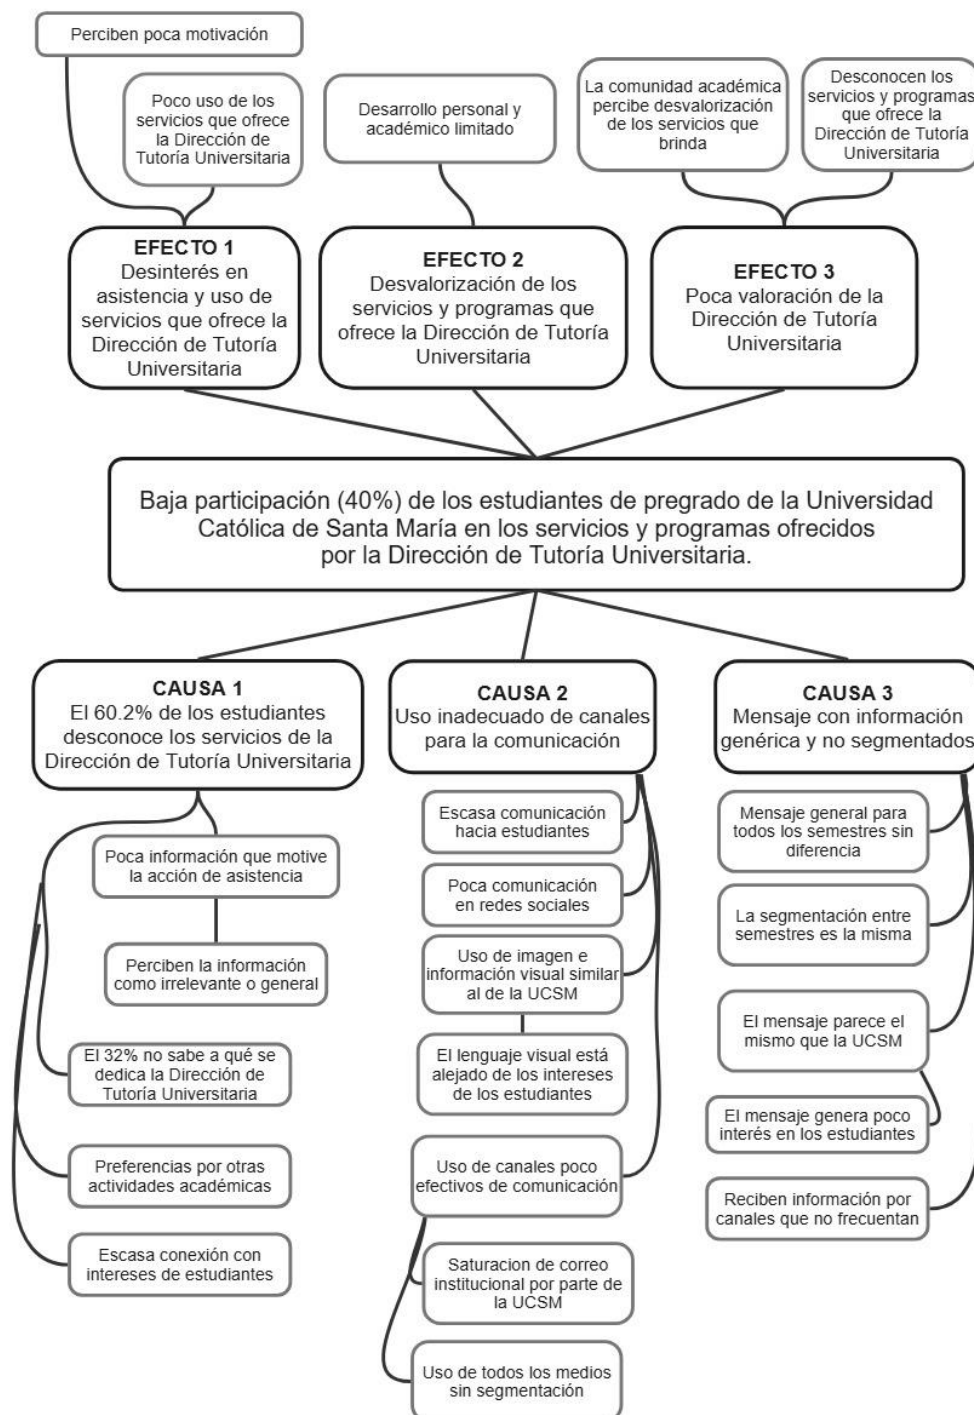 Perciben poca motivación
Poco uso de los
servicios que ofrece
la Dirección de
Tutoría Universitaria
Desarrollo personal y
académico limitado
La comunidad académica
percibe desvalorización
de los servicios que
brinda
Desconocen los
servicios y programas
que ofrece la
Dirección de Tutoría
Universitaria
EFECTO 1
Desinterés en
asistencia y uso de
servicios que ofrece la
Dirección de Tutoría
Universitaria
EFECTO 2
Desvalorización de los
servicios y programas que
ofrece la Dirección de Tutoría
Universitaria
EFECTO 3
Poca valoración de la
Dirección de Tutoría
Universitaria
Baja participación (40%) de los estudiantes de pregrado de la Universidad
Católica de Santa María en los servicios y programas ofrecidos
por la Dirección de Tutoría Universitaria.
CAUSA 1
El 60.2% de los estudiantes
desconoce los servicios de la
Dirección de Tutoría Universitaria
Poca información que motive
la acción de asistencia
Perciben la información
como irrelevante o general
El 32% no sabe a qué se
dedica la Dirección de
Tutoría Universitaria
Preferencias por otras
actividades académicas
Escasa conexión con
intereses de estudiantes
CAUSA 2
Uso inadecuado de canales
para la comunicación
Escasa comunicación
hacia estudiantes
Poca comunicación
en redes sociales
Uso de imagen e
información visual similar
al de la UCSM
El lenguaje visual está
alejado de los intereses
de los estudiantes
Uso de canales poco
efectivos de comunicación
Saturacion de correo
institucional por parte de
la UCSM
Uso de todos los medios
sin segmentación
CAUSA 3
Mensaje con información
genérica y no segmentados
Mensaje general para
todos los semestres sin
diferencia
La segmentación entre
semestres es la misma
El mensaje parece el
mismo que la UCSM
El mensaje genera poco
interés en los estudiantes
Reciben información por
canales que no frecuentan